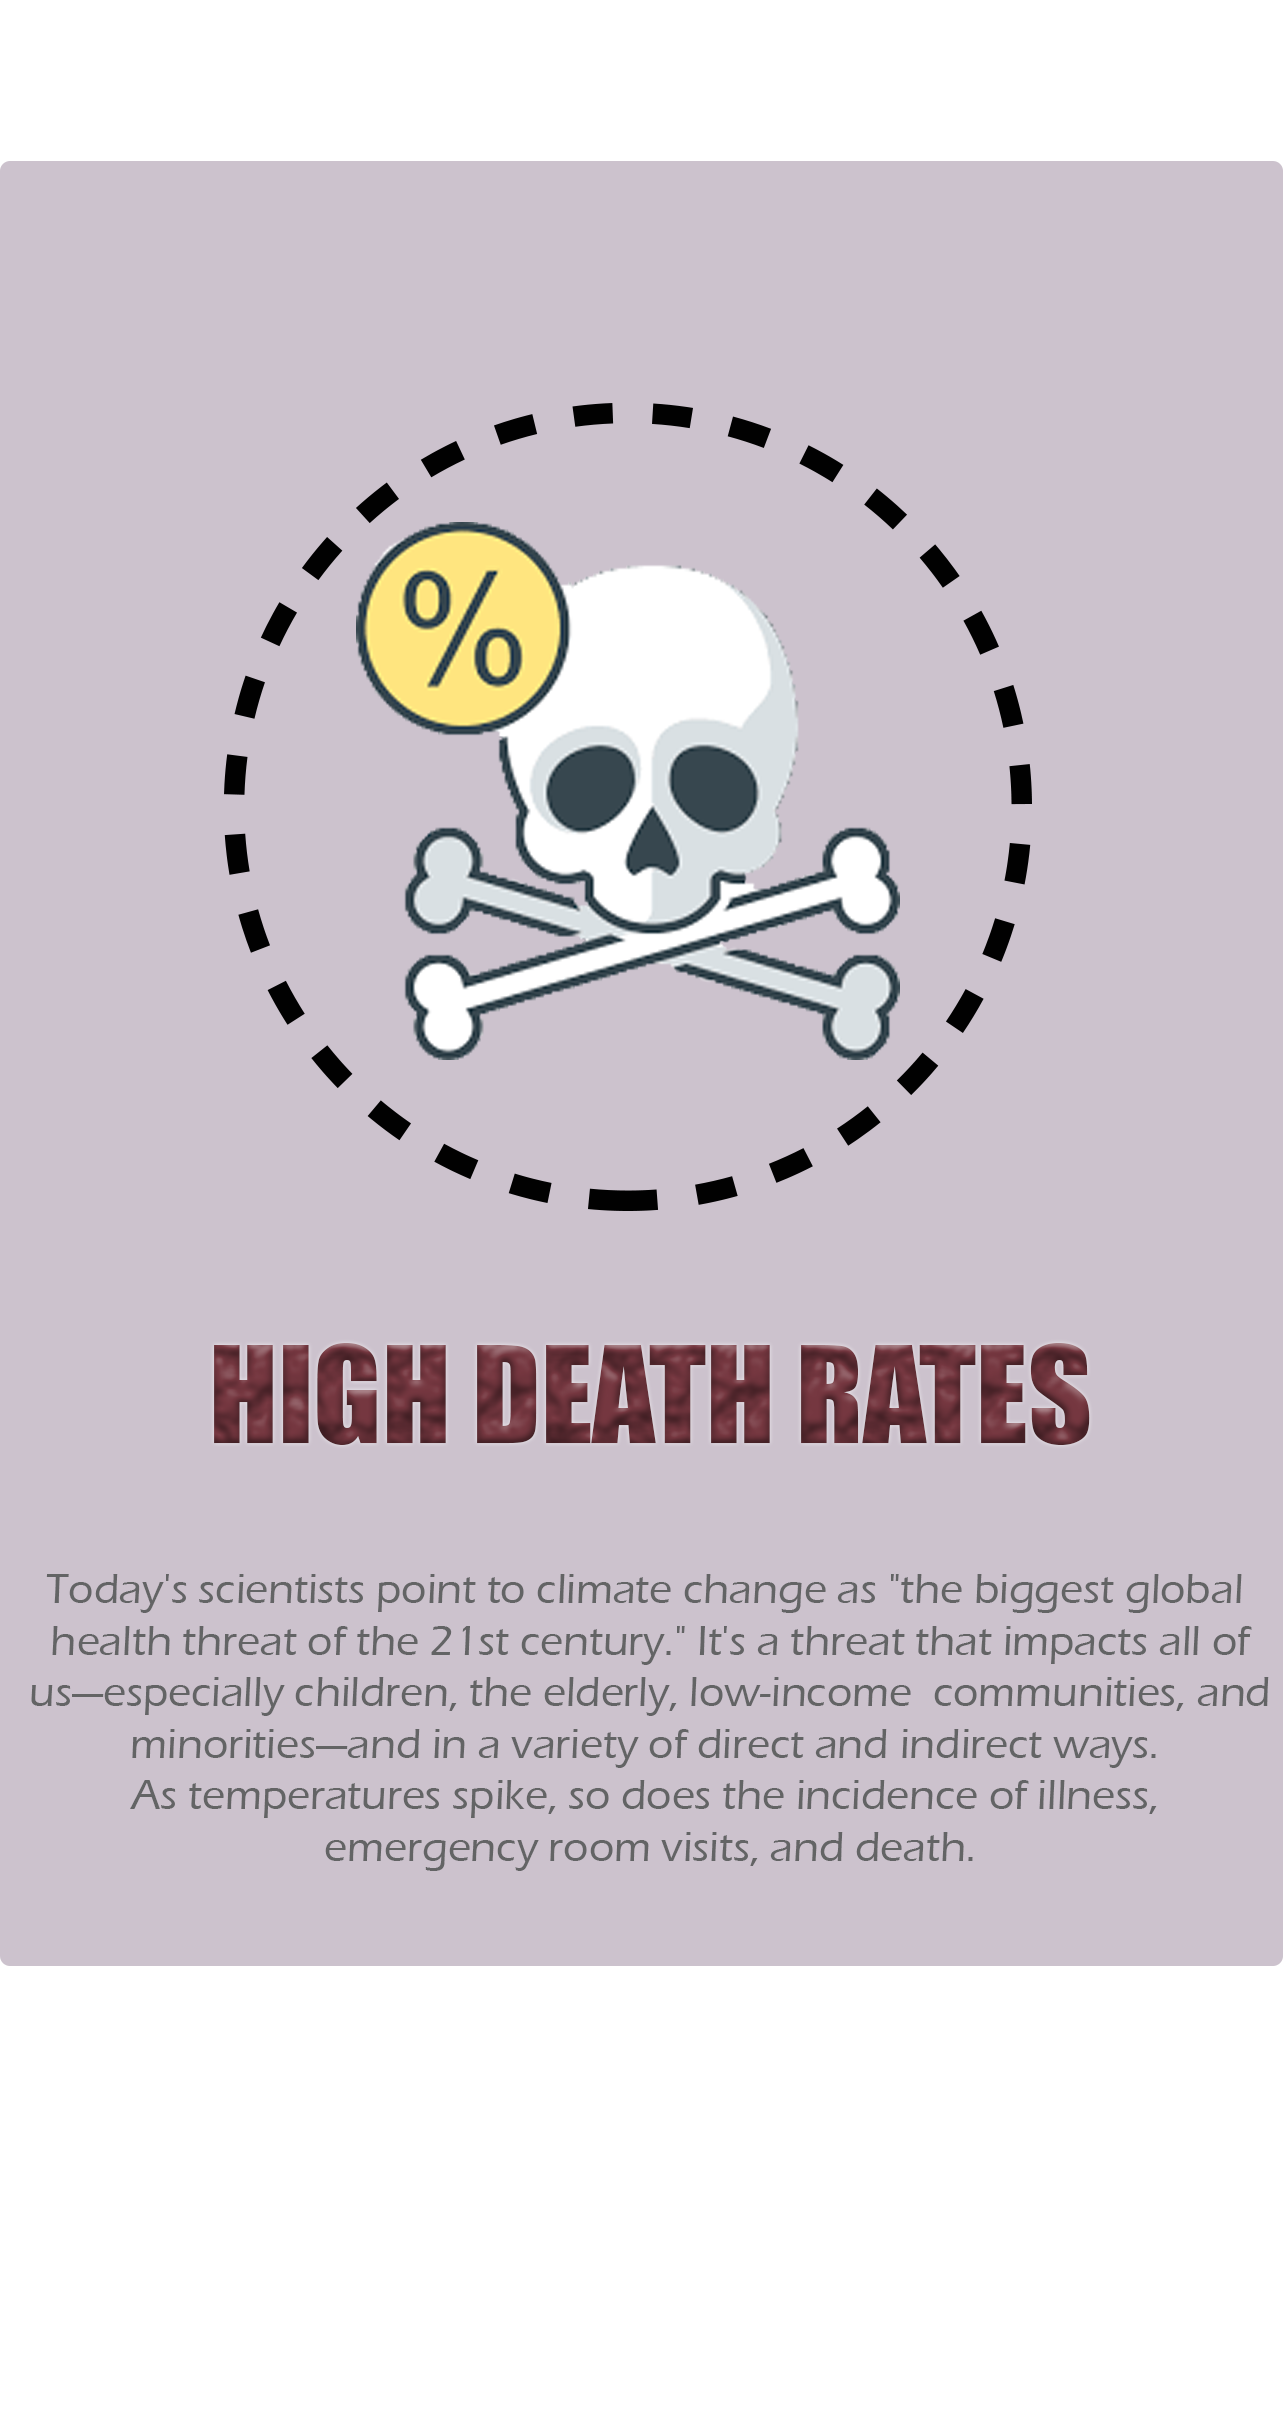 %
HIGH DEATH RATES
Today's scientists point to climate change as "the biggest global
health threat of the 21st century." It's a threat that impacts all of
us—especially children, the elderly, low-income  communities, and
minorities—and in a variety of direct and indirect ways.
As temperatures spike, so does the incidence of illness,
emergency room visits, and death.